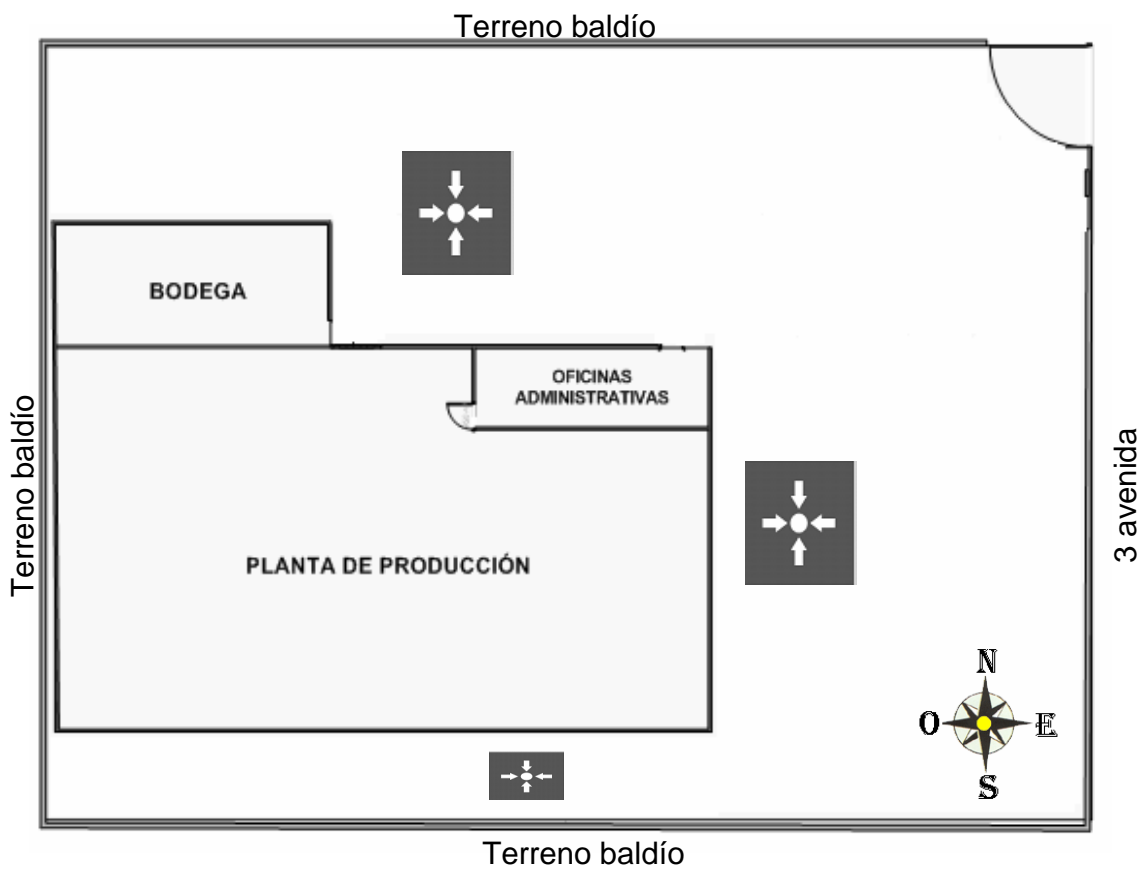 Terreno baldío
BODEGA
OFICINAS
ADMINISTRATIVAS
Terreno baldío
3 avenida
PLANTA DE PRODUCCIÓN
N
O
E
S
Terreno baldío